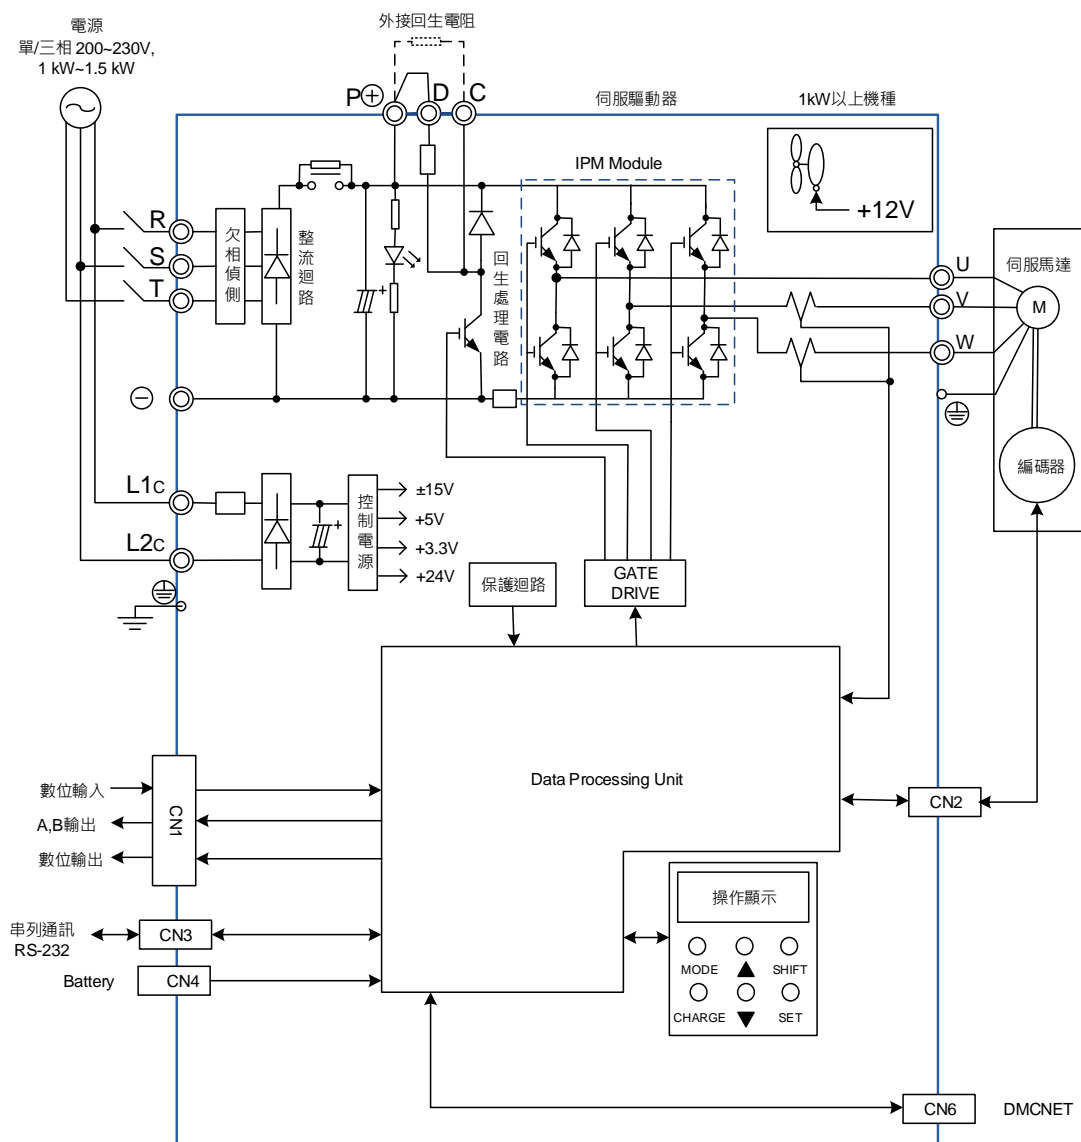 電源
單/三相 200~230V,
1 kW~1.5 kW
外接回生電阻
P⊕
D
C
伺服驅動器
1kW以上機種
IPM Module
+12V
R
S
T
欠相偵側
整流迴路
+
回生處理電路
U
V
W
伺服馬達
M
編碼器
⊖
L1c
L2c
+
控制電源
±15V
+5V
+3.3V
+24V
保護迴路
GATE
DRIVE
Data Processing Unit
數位輸入
A,B輸出
數位輸出
CN1
CN2
串列通訊
RS-232
CN3
Battery
CN4
操作顯示
MODE
▲
SHIFT
CHARGE
▼
SET
CN6
DMCNET